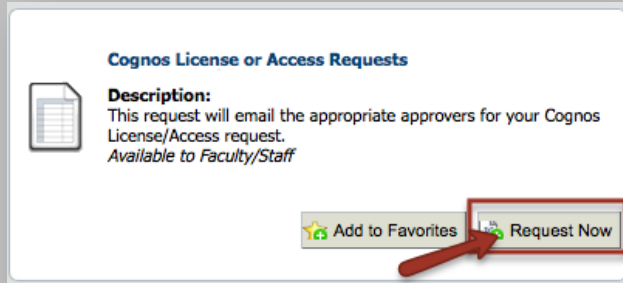 Cognos License or Access Requests
Description:
This request will email the appropriate approvers for your Cognos
License/Access request.
Available to Faculty/Staff
Add to Favorites
Request Now